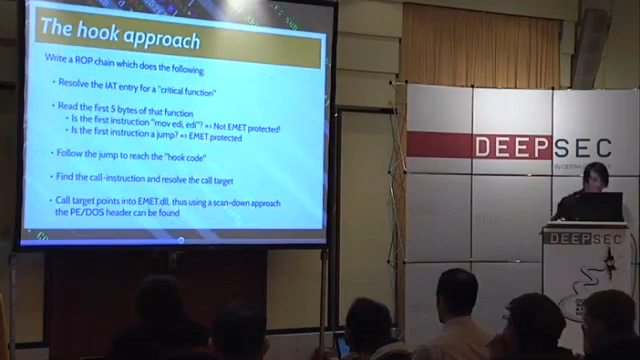 The hook approach
Write a ROP chain which does the following:
Resolve the IAT entry for a "critical function"
Read the first 5 bytes of that function
Is the first instruction "mov edi, edi"? => Not EMET protected!
Is the first instruction a jump? => EMET protected
Follow the jump to reach the "hook code"
Find the call-instruction and resolve the call target
Call target points into EMET.dll, thus using a scan-down approach
the PE/DOS header can be found
DEEPSEC
DEEPSEC